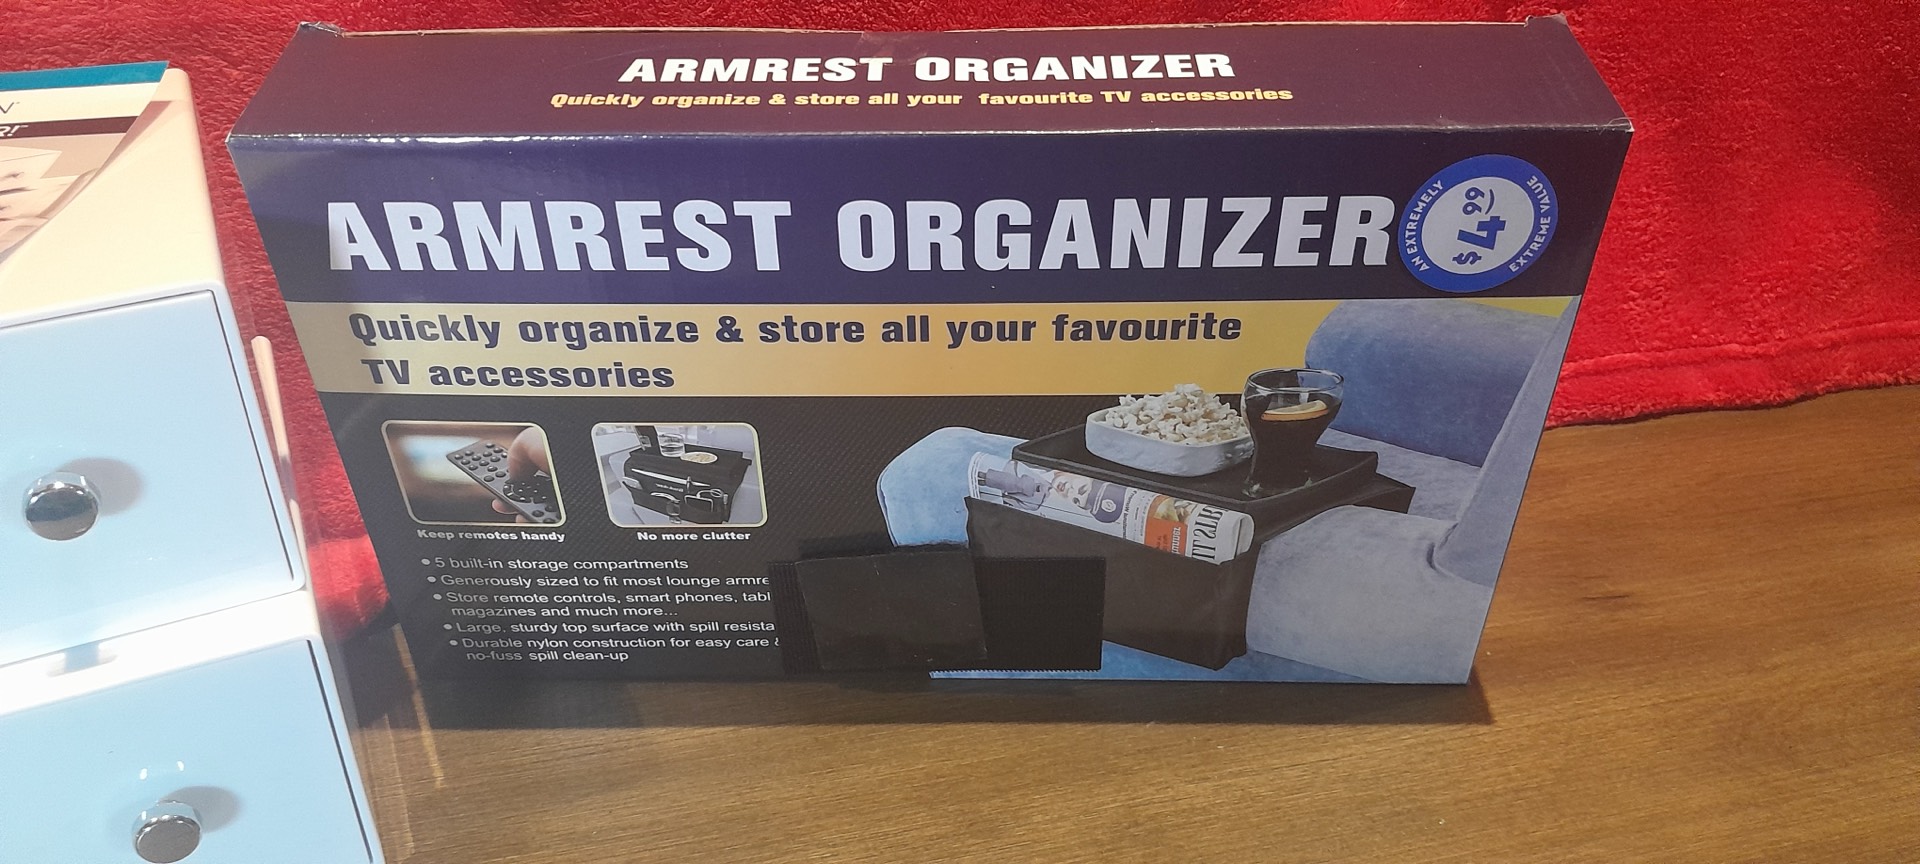 ARMREST ORGANIZER
Quickly organize & store all your favourite TV accessories
ARMREST ORGANIZER
AN EXTREMELY
$4.99
EXTREME VALUE
Quickly organize & store all your favourite
TV accessories
Keep remotes handy
No more clutter
• 5 built-in storage compartments
• Generously sized to fit most lounge armre
• Store remote controls, smart phones, tabl
magazines and much more...
• Large, sturdy top surface with spill resista
• Durable nylon construction for easy care &
no-fuss spill clean-up